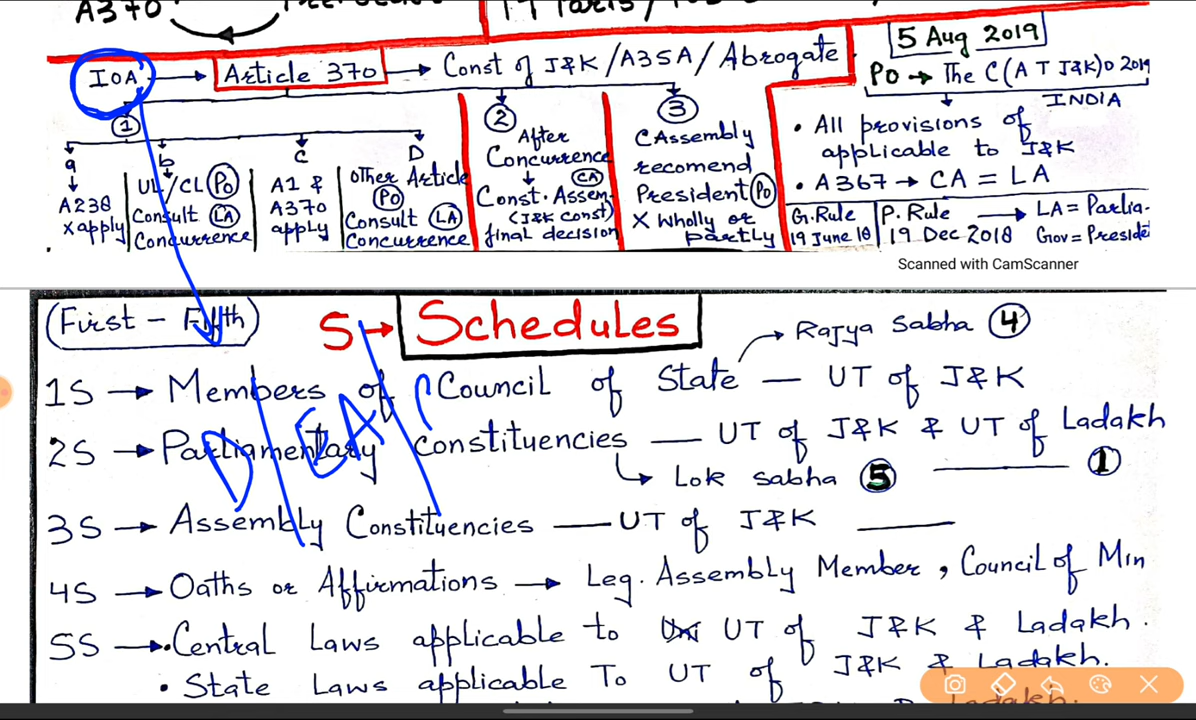 A370
5 Aug 2019
IOA → Article 370 → Const of J&K/A35A/Abrogate
PO → The C(A T J&K)O 2019
INDIA
1
a
A238
X apply
b
UL/CL PO
Consult LA
Concurrence
C
A1 &
A370
apply
D
other Article
PO
Consult LA
Concurrence
2
After
Concurrence
CA
Const. Assem
(J&K Const)
final decision
3
C Assembly
recomend
President PO
X Wholly or
partly
• All provisions of
applicable to J&K
• A367 → CA = LA
G. Rule
19 June 18
P. Rule
19 Dec 2018
→ LA = Parlia-
Gov = Preside
Scanned with CamScanner
(First - Fifth)
S → Schedules
Rajya Sabha 4
1S → Members of Council of State — UT of J&K
2S → Parliamentary constituencies — UT of J&K & UT of Ladakh
Lok Sabha 5 — 1
3S → Assembly Constituencies — UT of J&K —
4S → Oaths or Affirmations → Leg. Assembly Member, Council of Min
5S → • Central Laws applicable to UT of J&K & Ladakh.
• State Laws applicable To UT of J&K & Ladakh.
Ladakh.